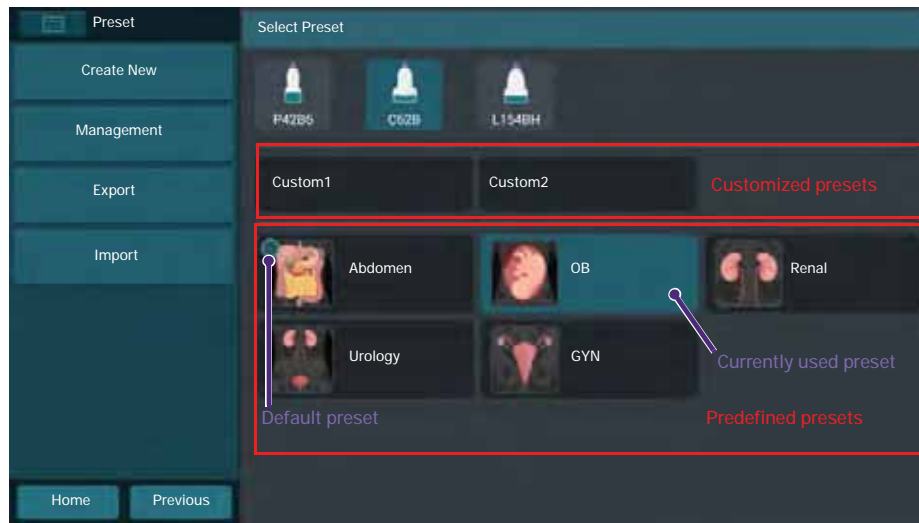 Preset
Select Preset
Create New
Management
Export
Import
P42B6
C62B
L154BH
Custom1
Custom2
Customized presets
Abdomen
OB
Renal
Urology
GYN
Currently used preset
Default preset
Predefined presets
Home
Previous